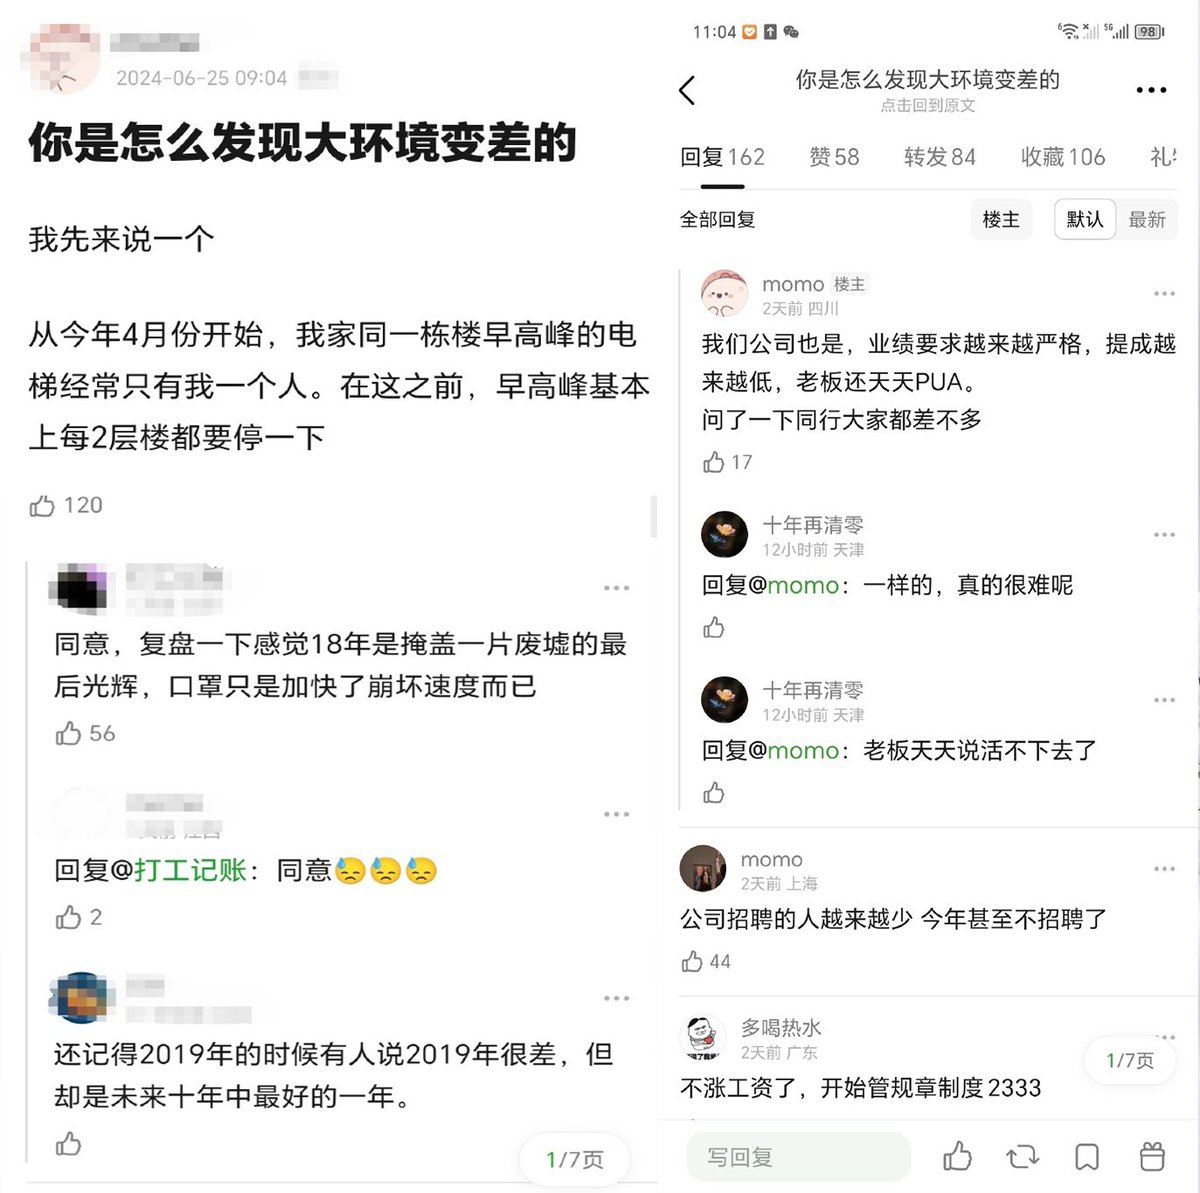 2024-06-25 09:04
你是怎么发现大环境变差的
我先来说一个
从今年4月份开始，我家同一栋楼早高峰的电
梯经常只有我一个人。在这之前，早高峰基本
上每2层楼都要停一下
120
同意，复盘一下感觉18年是掩盖一片废墟的最
后光辉，口罩只是加快了崩坏速度而已
56
回复@打工记账：同意😓😓😓
2
还记得2019年的时候有人说2019年很差，但
却是未来十年中最好的一年。
1/7页
11:04
5G
98
你是怎么发现大环境变差的
点击回到原文
回复 162 赞 58 转发 84 收藏 106 礼
全部回复 楼主 默认 最新
momo 楼主
2天前 四川
我们公司也是，业绩要求越来越严格，提成越
来越低，老板还天天PUA。
问了一下同行大家都差不多
17
十年再清零
12小时前 天津
回复@momo：一样的，真的很难呢
十年再清零
12小时前 天津
回复@momo：老板天天说活不下去了
momo
2天前 上海
公司招聘的人越来越少 今年甚至不招聘了
44
多喝热水
2天前 广东
不涨工资了，开始管规章制度 2333
1/7页
写回复